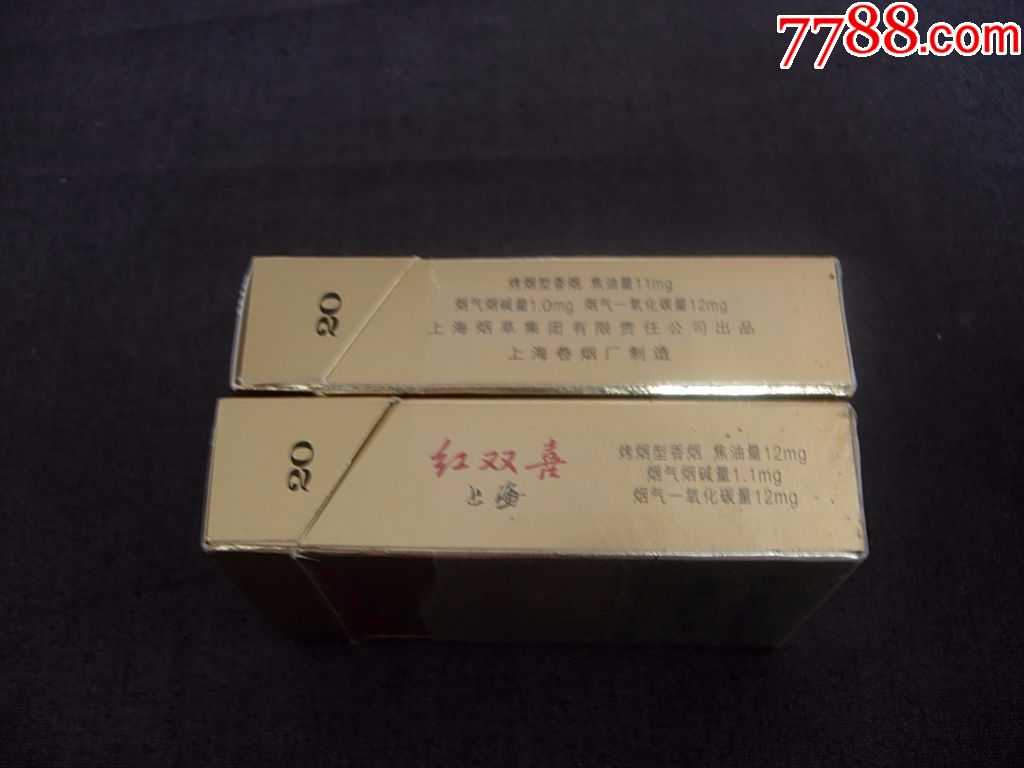 7788.com
20
烤烟型香烟 焦油量11mg
烟气烟碱量1.0mg 烟气一氧化碳量12mg
上海烟草集团有限责任公司出品
上海卷烟厂制造
20
红双喜
上海
烤烟型香烟 焦油量12mg
烟气烟碱量1.1mg
烟气一氧化碳量12mg